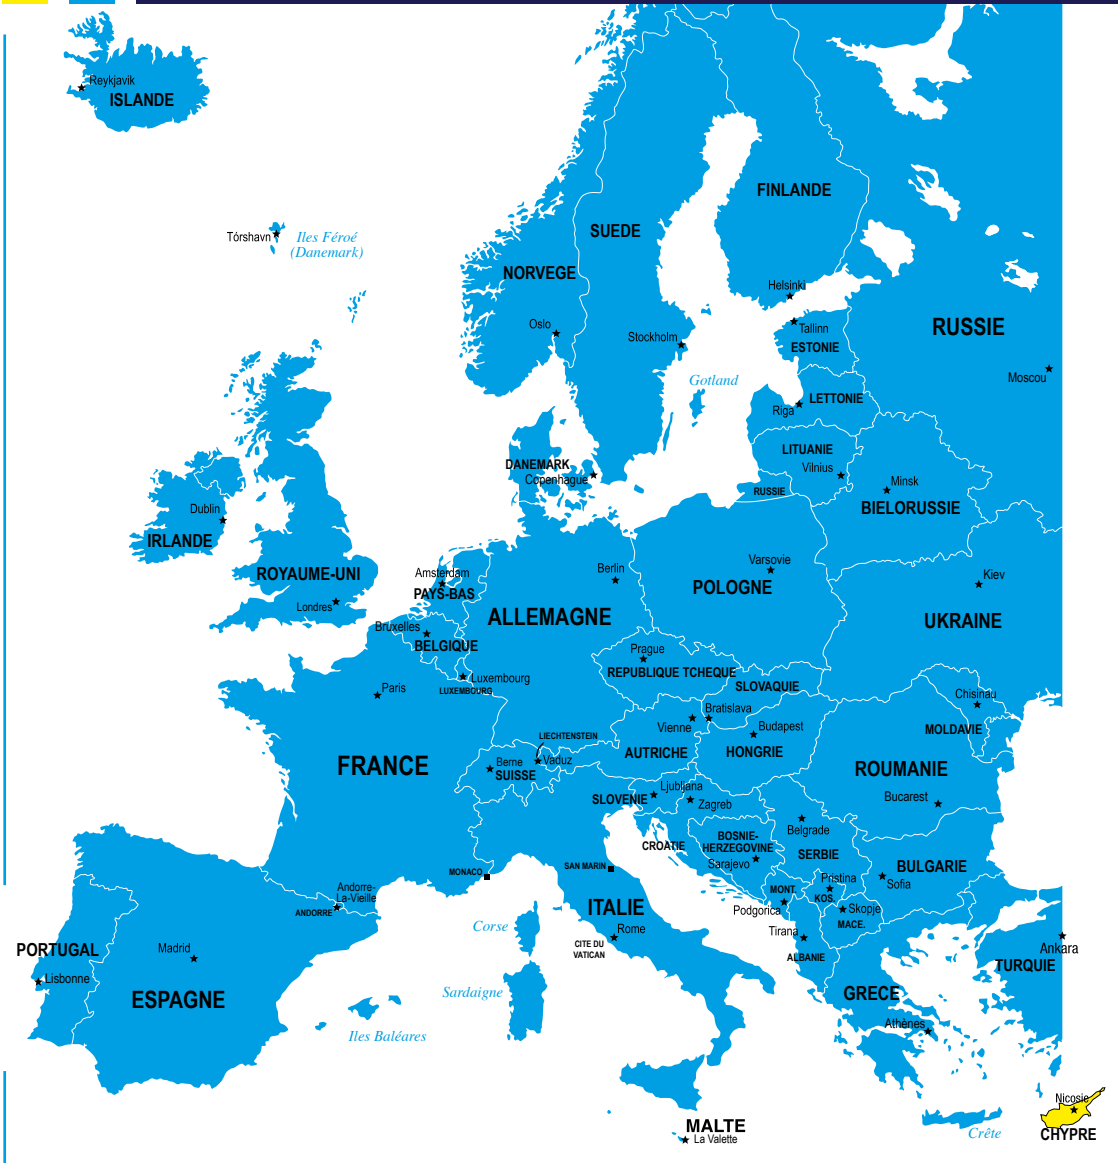 Reykjavik
ISLANDE
FINLANDE
SUEDE
Tórshavn
Iles Féroé
(Danemark)
NORVEGE
Helsinki
Oslo
Tallinn
RUSSIE
Stockholm
ESTONIE
Moscou
Gotland
LETTONIE
Riga
LITUANIE
DANEMARK
Vilnius
Copenhague
Minsk
RUSSIE
BIELORUSSIE
Dublin
IRLANDE
Varsovie
ROYAUME-UNI
Amsterdam
Berlin
Kiev
PAYS-BAS
POLOGNE
Londres
ALLEMAGNE
UKRAINE
Bruxelles
BELGIQUE
Prague
REPUBLIQUE TCHEQUE
Luxembourg
LUXEMBOURG
SLOVAQUIE
Paris
Chisinau
Bratislava
Vienne
Budapest
MOLDAVIE
LIECHTENSTEIN
AUTRICHE
HONGRIE
FRANCE
Berne
Vaduz
SUISSE
ROUMANIE
Ljubljana
SLOVENIE
Zagreb
Bucarest
Belgrade
BOSNIE-
HERZEGOVINE
CROATIE
SERBIE
Sarajevo
BULGARIE
MONACO
SAN MARIN
Pristina
Sofia
Andorre-
La-Vieille
MONT.
KOS.
ANDORRE
ITALIE
Podgorica
Skopje
MACE.
Corse
Rome
Tirana
PORTUGAL
Madrid
CITE DU
VATICAN
ALBANIE
Ankara
TURQUIE
Lisbonne
ESPAGNE
Sardaigne
GRECE
Iles Baléares
Athènes
Nicosie
MALTE
La Valette
Crête
CHYPRE